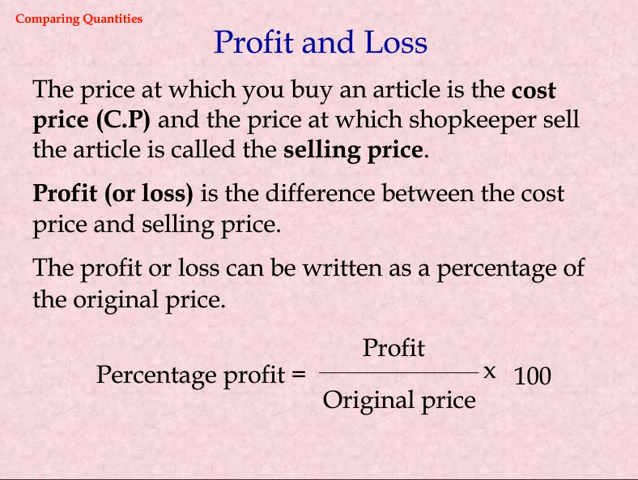 Comparing Quantities
Profit and Loss
The price at which you buy an article is the cost
price (C.P) and the price at which shopkeeper sell
the article is called the selling price.
Profit (or loss) is the difference between the cost
price and selling price.
The profit or loss can be written as a percentage of
the original price.
Profit
Percentage profit = x 100
Original price